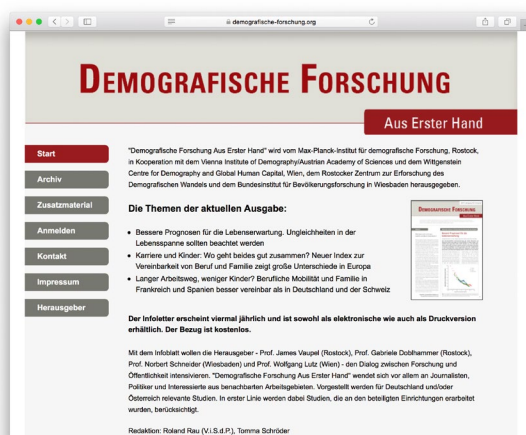 demografische-forschung.org
DEMOGRAFISCHE FORSCHUNG
Aus Erster Hand
Start
Archiv
Zusatzmaterial
Anmelden
Kontakt
Impressum
Herausgeber
"Demografische Forschung Aus Erster Hand" wird vom Max-Planck-Institut für demografische Forschung, Rostock,
in Kooperation mit dem Vienna Institute of Demography/Austrian Academy of Sciences und dem Wittgenstein
Centre for Demography and Global Human Capital, Wien, dem Rostocker Zentrum zur Erforschung des
Demografischen Wandels und dem Bundesinstitut für Bevölkerungsforschung in Wiesbaden herausgegeben.
Die Themen der aktuellen Ausgabe:
Bessere Prognosen für die Lebenserwartung. Ungleichheiten in der
Lebensspanne sollten beachtet werden
Karriere und Kinder: Wo geht beides gut zusammen? Neuer Index zur
Vereinbarkeit von Beruf und Familie zeigt große Unterschiede in Europa
Langer Arbeitsweg, weniger Kinder? Berufliche Mobilität und Familie in
Frankreich und Spanien besser vereinbar als in Deutschland und der Schweiz
DEMOGRAFISCHE FORSCHUNG
Der Infoletter erscheint viermal jährlich und ist sowohl als elektronische wie auch als Druckversion
erhältlich. Der Bezug ist kostenlos.
Mit dem Infoblatt wollen die Herausgeber - Prof. James Vaupel (Rostock), Prof. Gabriele Doblhammer (Rostock),
Prof. Norbert Schneider (Wiesbaden) und Prof. Wolfgang Lutz (Wien) - den Dialog zwischen Forschung und
Öffentlichkeit intensivieren. "Demografische Forschung Aus Erster Hand" wendet sich vor allem an Journalisten,
Politiker und Interessierte aus benachbarten Arbeitsgebieten. Vorgestellt werden für Deutschland und/oder
Österreich relevante Studien. In erster Linie werden dabei Studien, die an den beteiligten Einrichtungen erarbeitet
wurden, berücksichtigt.
Redaktion: Roland Rau (V.i.S.d.P.), Tomma Schröder